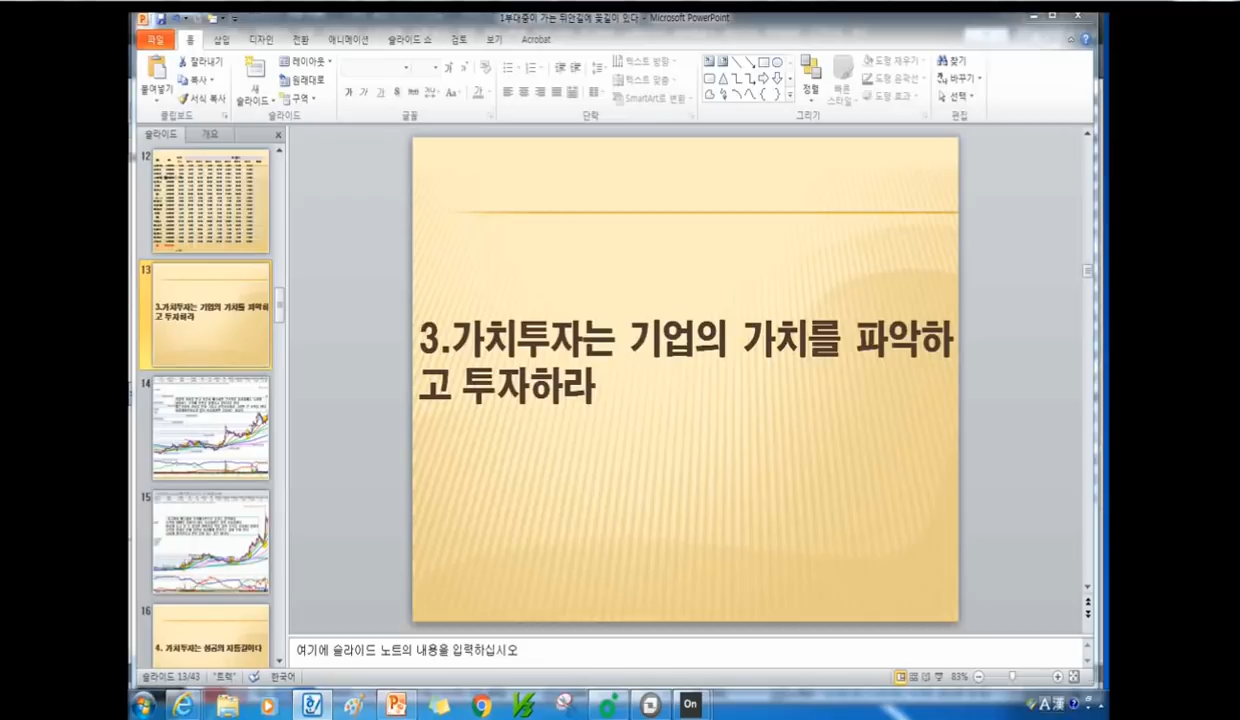 1부대중이 가는 뒤안길에 꽃길이 있다 - Microsoft PowerPoint
파일 홈 삽입 디자인 전환 애니메이션 슬라이드 쇼 검토 보기 Acrobat
잘라내기
복사
서식 복사
붙여넣기
클립보드
새
슬라이드
레이아웃
원래대로
구역
슬라이드
글꼴
텍스트 방향
텍스트 맞춤
SmartArt로 변환
단락
정렬
빠른
스타일
도형 채우기
도형 윤곽선
도형 효과
그리기
찾기
바꾸기
선택
편집
슬라이드 개요
12
13
3.가치투자는 기업의 가치를 파악하
고 투자하라
14
15
16
4. 가치투자는 성공의 지름길이다
3.가치투자는 기업의 가치를 파악하
고 투자하라
여기에 슬라이드 노트의 내용을 입력하십시오
슬라이드 13/43 "트랙" 한국어
83%
On
A 漢